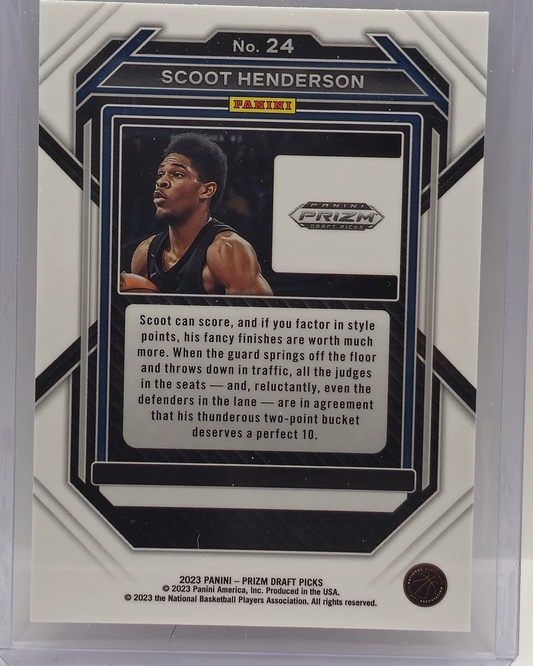 No. 24
SCOOT HENDERSON
PANINI
PANINI
PRIZM
DRAFT PICKS
Scoot can score, and if you factor in style
points, his fancy finishes are worth much
more. When the guard springs off the floor
and throws down in traffic, all the judges
in the seats — and, reluctantly, even the
defenders in the lane — are in agreement
that his thunderous two-point bucket
deserves a perfect 10.
2023 PANINI – PRIZM DRAFT PICKS
© 2023 Panini America, Inc. Produced in the USA.
© 2023 the National Basketball Players Association. All rights reserved.